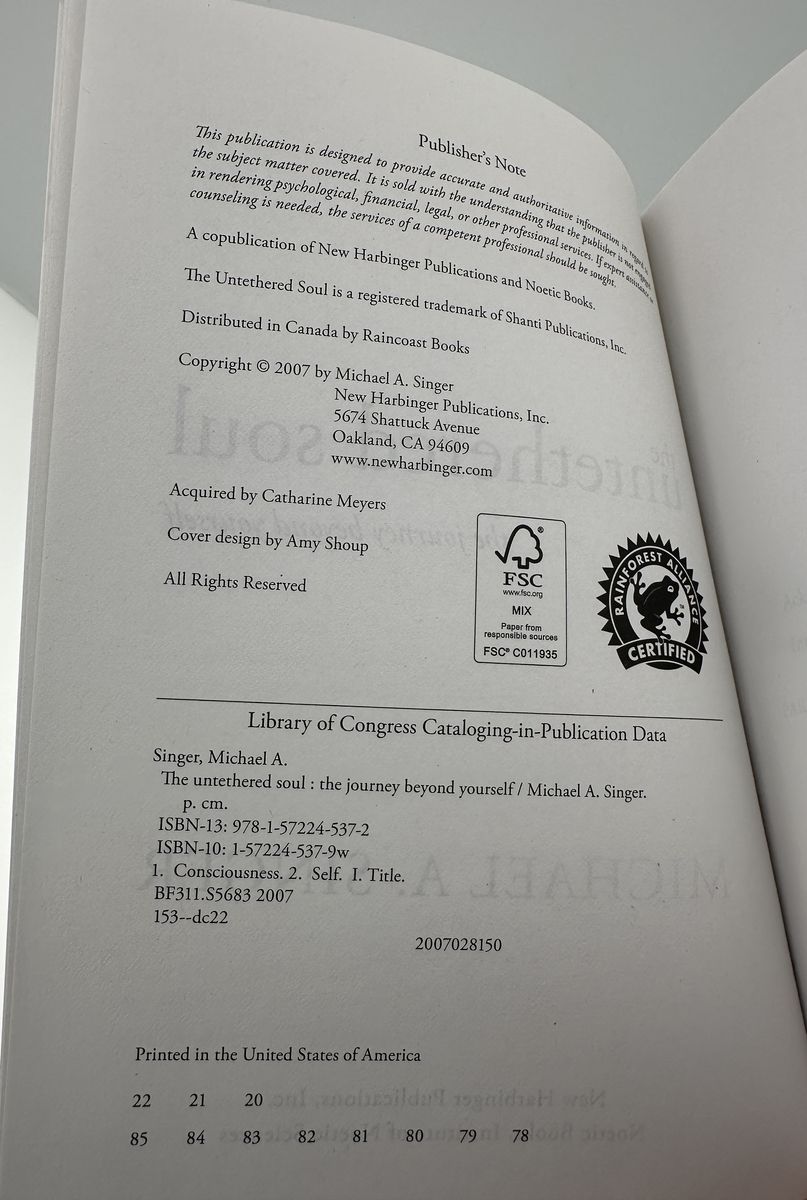 Publisher's Note
This publication is designed to provide accurate and authoritative information in regard to
the subject matter covered. It is sold with the understanding that the publisher is not
in rendering psychological, financial, legal, or other professional services. If expert assistance or
counseling is needed, the services of a competent professional should be sought.
A copublication of New Harbinger Publications and Noetic Books.
The Untethered Soul is a registered trademark of Shanti Publications, Inc.
Distributed in Canada by Raincoast Books
Copyright © 2007 by Michael A. Singer
New Harbinger Publications, Inc.
5674 Shattuck Avenue
Oakland, CA 94609
www.newharbinger.com
Acquired by Catharine Meyers
Cover design by Amy Shoup
All Rights Reserved
FSC®
www.fsc.org
MIX
Paper from
responsible sources
FSC® C011935
RAINFOREST ALLIANCE
CERTIFIED
Library of Congress Cataloging-in-Publication Data
Singer, Michael A.
The untethered soul : the journey beyond yourself / Michael A. Singer.
p. cm.
ISBN-13: 978-1-57224-537-2
ISBN-10: 1-57224-537-9w
1. Consciousness. 2. Self. I. Title.
BF311.S5683 2007
153--dc22
2007028150
Printed in the United States of America
22 21 20
85 84 83 82 81 80 79 78